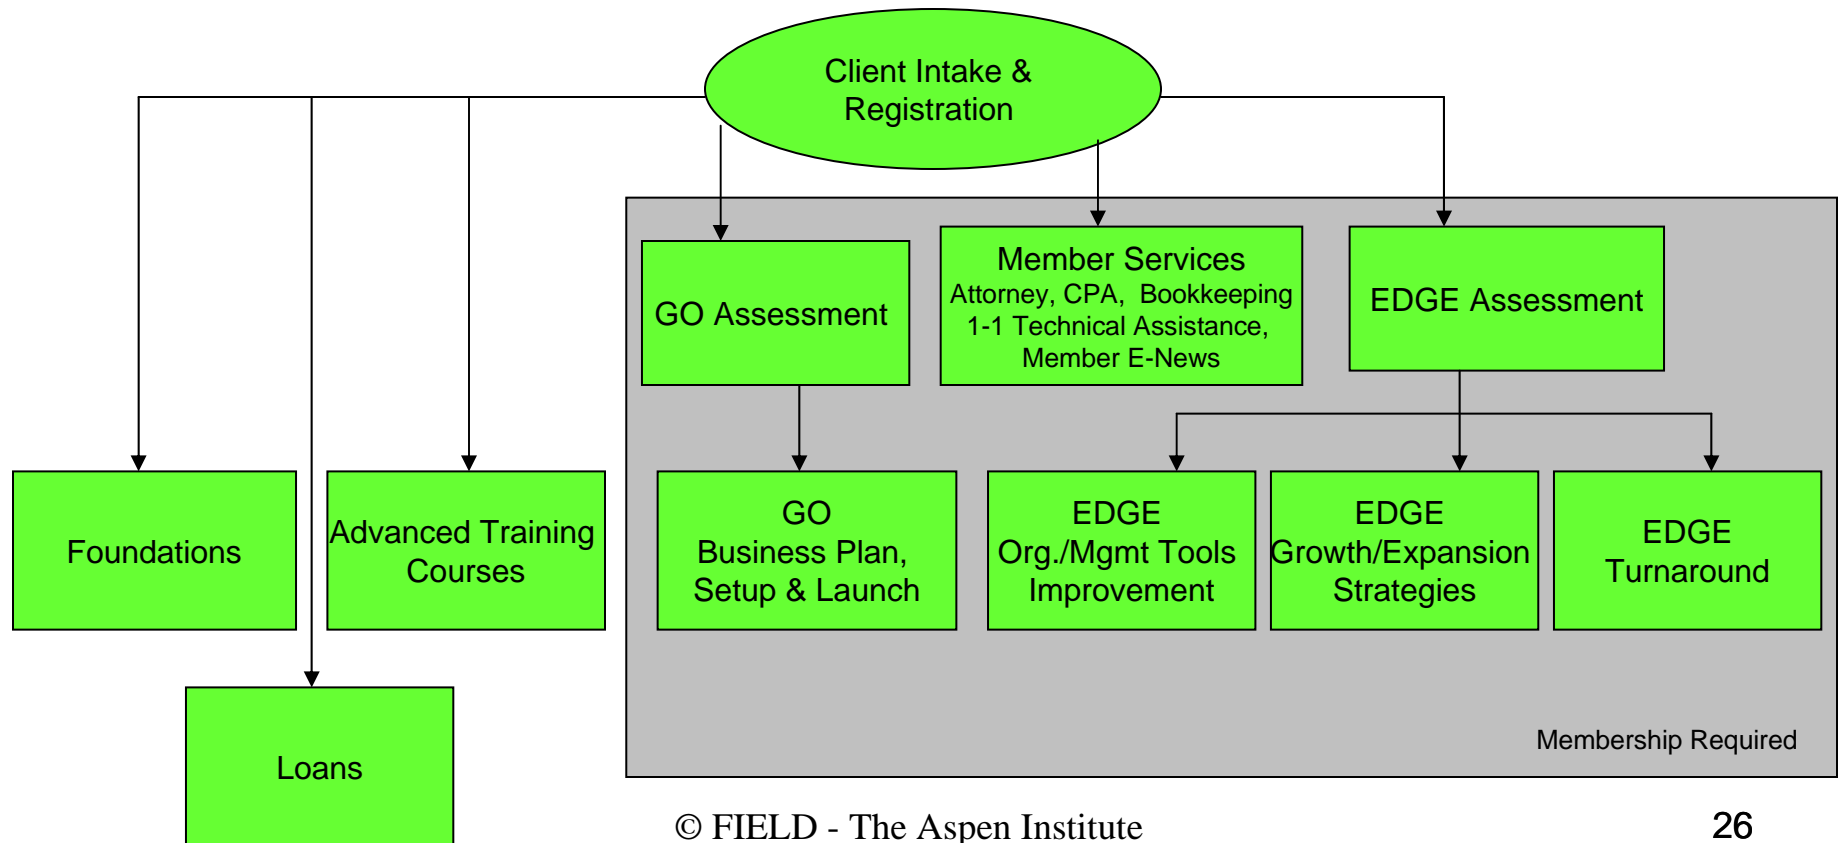 Client Intake &
Registration
GO Assessment
Member Services
Attorney, CPA, Bookkeeping
1-1 Technical Assistance,
Member E-News
EDGE Assessment
Foundations
Advanced Training
Courses
GO
Business Plan,
Setup & Launch
EDGE
Org./Mgmt Tools
Improvement
EDGE
Growth/Expansion
Strategies
EDGE
Turnaround
Loans
Membership Required
© FIELD - The Aspen Institute
26